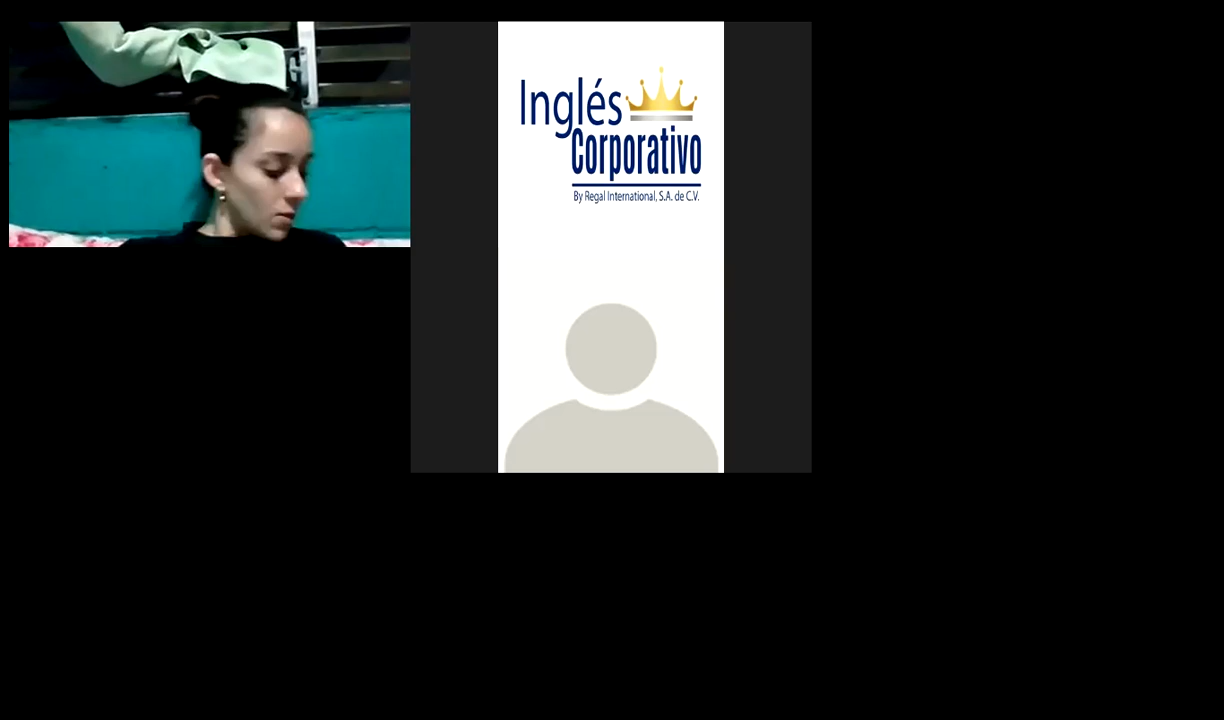 Inglés
Corporativo
By Regal International, S.A. de C.V.